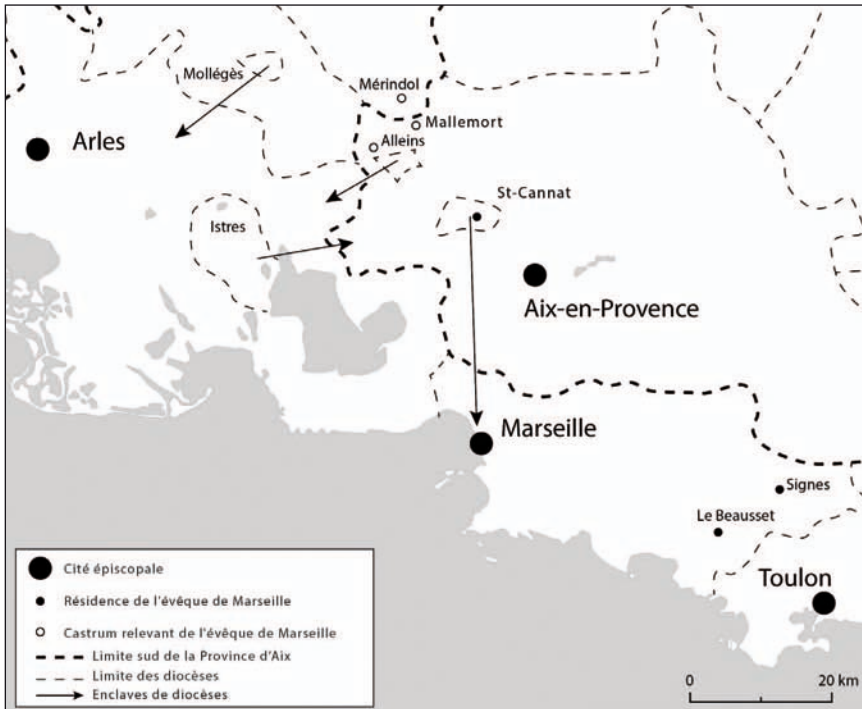 Mollégès
Mérindol
Arles
Mallemort
Alleins
St-Cannat
Istres
Aix-en-Provence
Marseille
Signes
Le Beausset
Toulon
Cité épiscopale
Résidence de l'évêque de Marseille
Castrum relevant de l'évêque de Marseille
Limite sud de la Province d'Aix
Limite des diocèses
Enclaves de diocèses
0 20 km